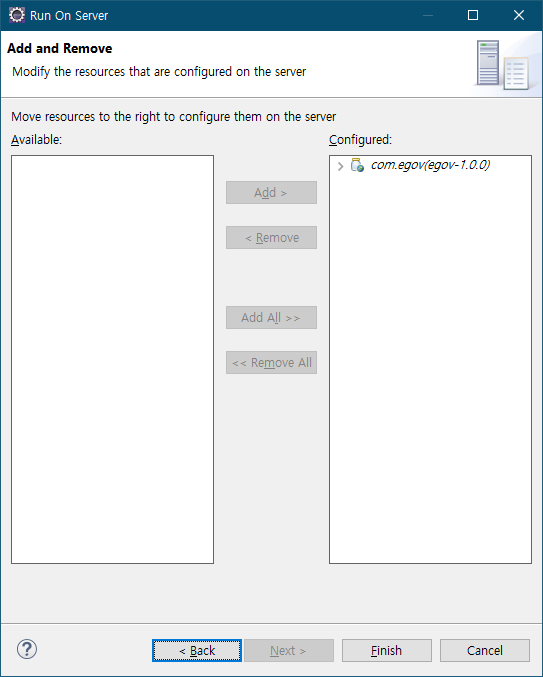 Run On Server
Add and Remove
Modify the resources that are configured on the server
Move resources to the right to configure them on the server
Available:
Configured:
com.egov(egov-1.0.0)
Add >
< Remove
Add All >>
<< Remove All
< Back
Next >
Finish
Cancel